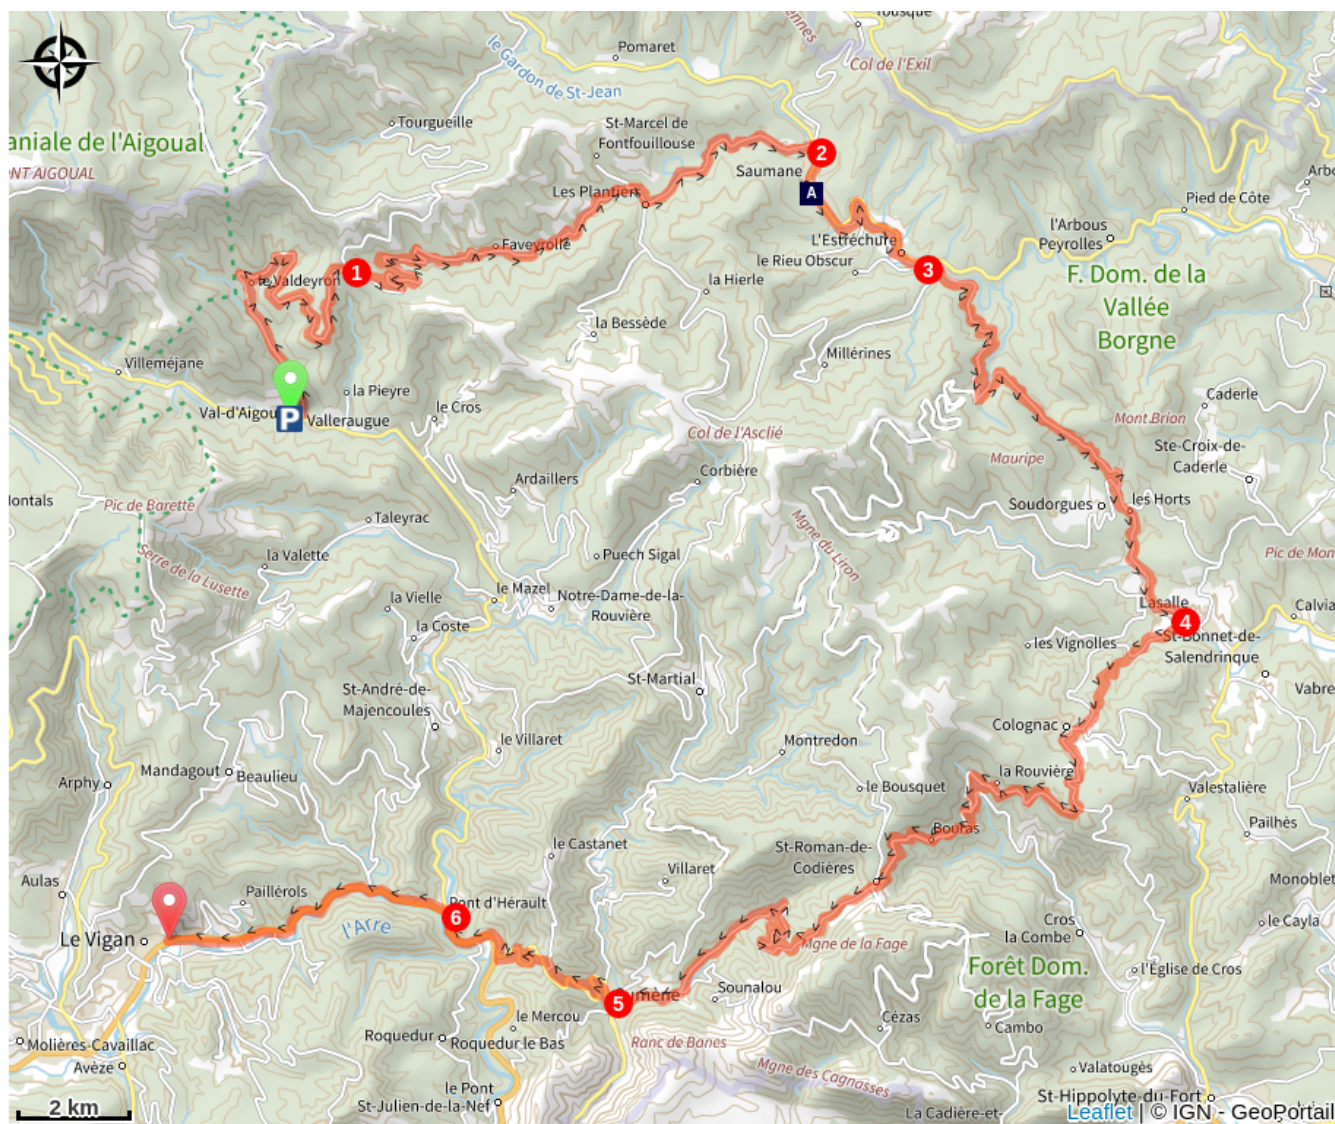 Tousque
Pomaret
Col de l'Exil
le Gardon de
St-Jean
Tourgueille
St-Marcel de
Fontfouillouse
aniale de l'Aigoual
NT AIGOUAL
2
Saumane
A
Les Plantiers
Pied de Côte
l'Arbous
Peyrolles
L'Estréchure
le Rieu Obscur
Faveyrolle
le Valdeyron
1
3
la Hierle
F. Dom. de la
Vallée
Borgne
la Bessède
Millérines
Villeméjane
la Pieyre
le Cros
Val-d'Aigou
P
Valleraugue
Caderle
Mont Brion
Col de l'Asclié
Ste-Croix-de-
Caderle
Mauripe
Corbière
Ardaillers
Pic de Barette
Soudorgues
les Horts
Taleyrac
Mgne du Liron
la Valette
Puech Sigal
Pic de Mon
Serre de la Lusette
le Mazel
la Vielle
Notre-Dame-de-la-
Rouvière
la Coste
Lasalle
4
Calvia
St-Bonnet-de-
Salendrinque
les Vignolles
St-Martial
St-André-de-
Majencoules
Vabre
Colognac
le Villaret
Montredon
Mandagout
Beaulieu
Arphy
la Rouvière
le Bousquet
Valestalière
Bouras
Pailhès
le Castanet
St-Roman-de-
Codières
Villaret
Aulas
Paillérols
Monoblet
6
Pont d'Hérault
l'Arre
Le Vigan
Cros
la Combe
le Cayla
Mgne de la Fage
Forêt Dom.
de la Fage
l'Église de Cros
Sounalou
5
le Mercou
Cézas
Cambo
Roquedur
Roquedur le Bas
Ranc de Banes
Molières-Cavaillac
Avèze
Mgne des Cagnasses
Valatougès
le Pont
St-Julien-de-la-Nef
St-Hippolyte-du-Fort
2 km
La Cadière-et-
Leaflet | © IGN - GeoPortail